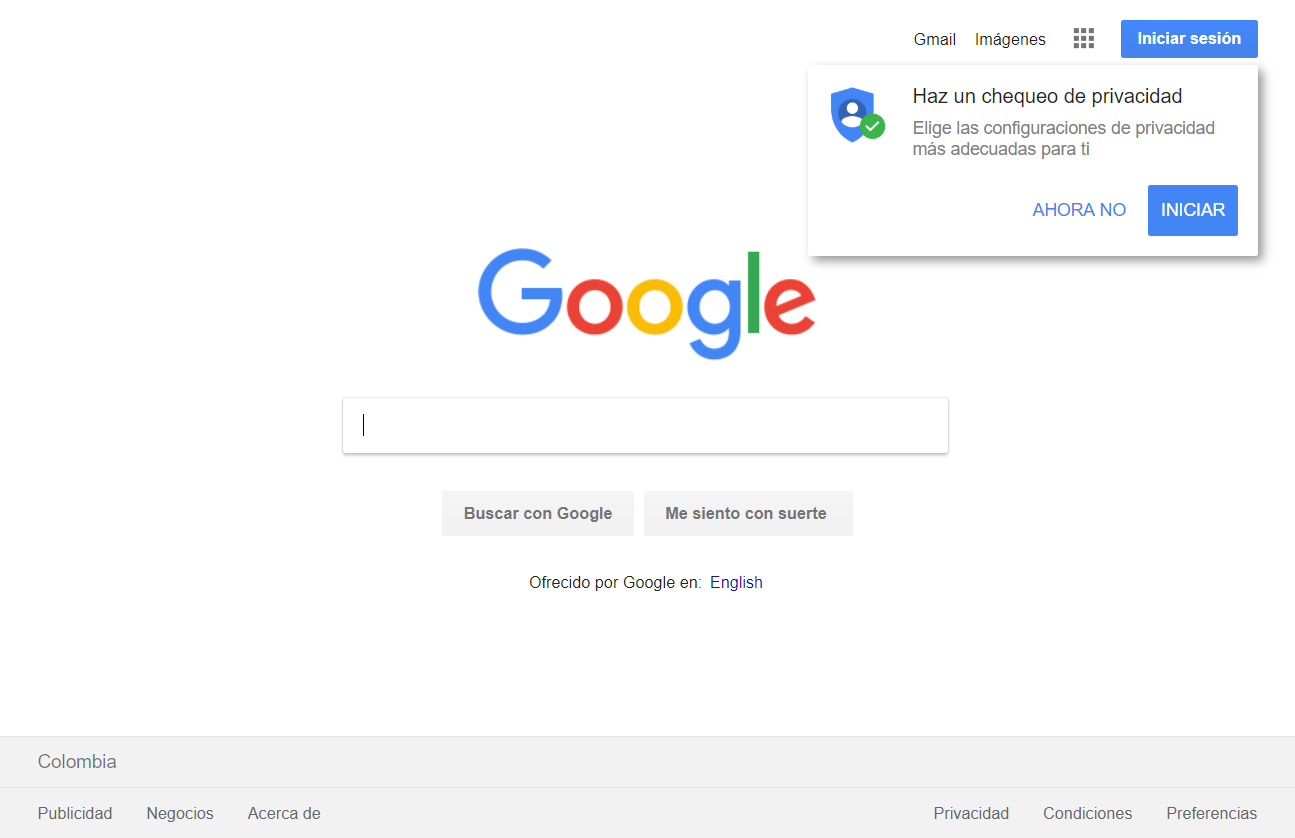 Gmail Imágenes Iniciar sesión
Haz un chequeo de privacidad
Elige las configuraciones de privacidad
más adecuadas para ti
AHORA NO INICIAR
Google
Buscar con Google Me siento con suerte
Ofrecido por Google en: English
Colombia
Publicidad Negocios Acerca de Privacidad Condiciones Preferencias